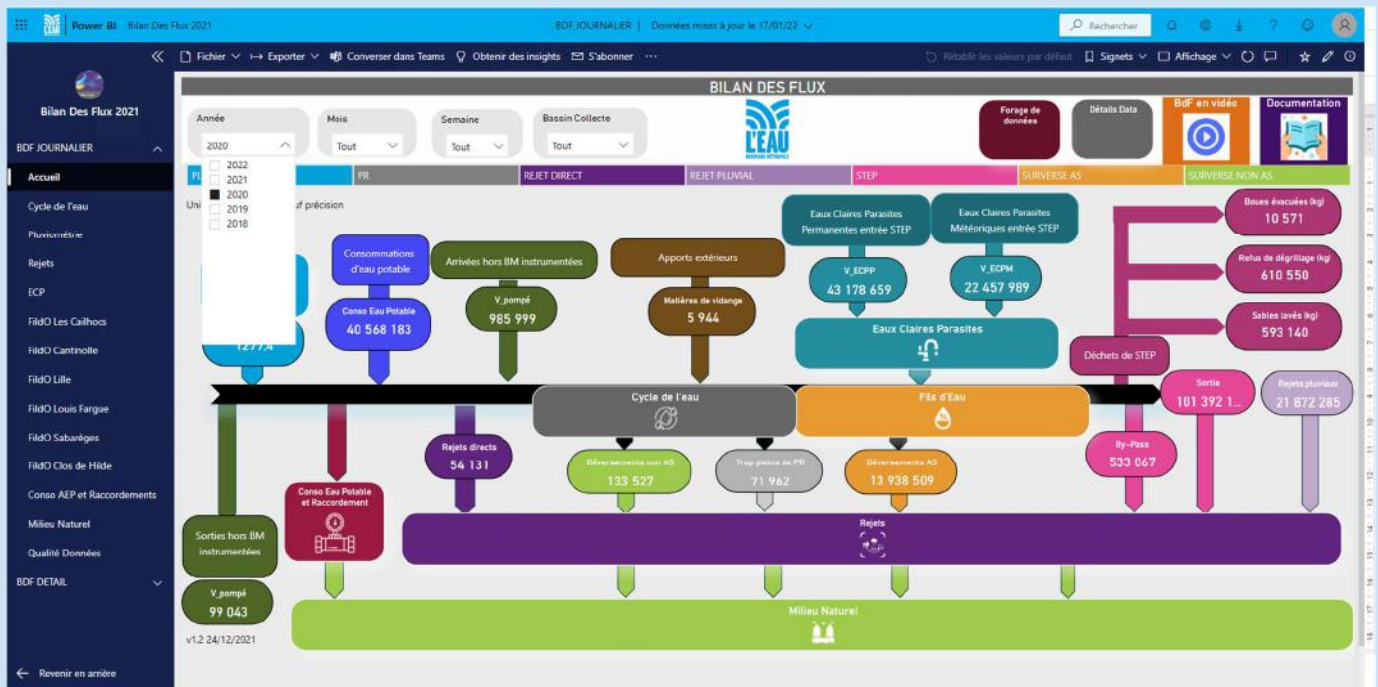 Power BI Bilan Des Flux 2021
BDF JOURNALIER | Données mises à jour le 17/01/22
Rechercher
?
Fichier
Exporter
Converser dans Teams
Obtenir des insights
S'abonner
Rétablir les valeurs par défaut
Signets
Affichage
Bilan Des Flux 2021
BDF JOURNALIER
Accueil
Cycle de l'eau
Pluviométrie
Rejets
ECP
FildO Les Cailhocs
FildO Cantinolle
FildO Lille
FildO Louis Fargue
FildO Sabarèges
FildO Clos de Hilde
Conso AEP et Raccordements
Milieu Naturel
Qualité Données
BDF DETAIL
Revenir en arrière
BILAN DES FLUX
Année
2020
2022
2021
2020
2019
2018
Mois
Tout
Semaine
Tout
Bassin Collecte
Tout
L'EAU
BORDEAUX MÉTROPOLE
Forage de
données
Détails Data
BdF en vidéo
Documentation
PR
REJET DIRECT
REJET PLUVIAL
STEP
SURVERSE AS
SURVERSE NON AS
Uni
uf précision
1277,4
Consommations
d'eau potable
Conso Eau Potable
40 568 183
Arrivées hors BM instrumentées
V_pompé
985 999
Apports extérieurs
Matières de vidange
5 944
Eaux Claires Parasites
Permanentes entrée STEP
V_ECPP
43 178 659
Eaux Claires Parasites
Météoriques entrée STEP
V_ECPM
22 457 989
Eaux Claires Parasites
Boues évacuées (kg)
10 571
Refus de dégrillage (kg)
610 550
Sables lavés (kg)
593 140
Déchets de STEP
Cycle de l'eau
Fils d'Eau
Sortie
101 392 1...
Rejets pluviaux
21 872 285
Rejets directs
54 131
Déversements non AS
133 527
Trop pleins de PR
71 962
Déversements AS
13 938 509
By-Pass
533 067
Conso Eau Potable
et Raccordement
Sorties hors BM
instrumentées
V_pompé
99 043
Rejets
Milieu Naturel
v1.2 24/12/2021